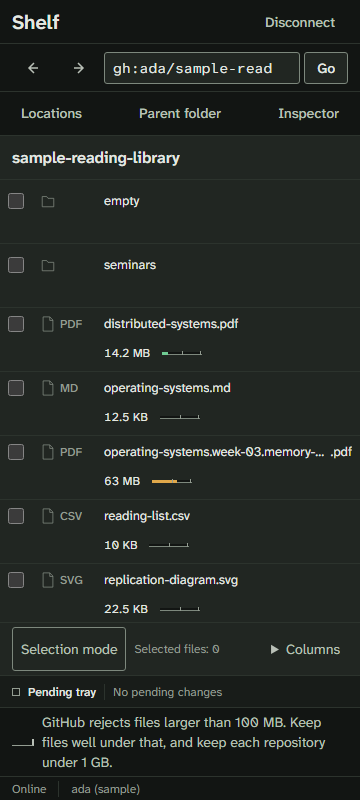 Shelf Disconnect
gh:ada/sample-read Go
Locations Parent folder Inspector
sample-reading-library
empty
seminars
PDF distributed-systems.pdf
14.2 MB
MD operating-systems.md
12.5 KB
PDF operating-systems.week-03.memory-... .pdf
63 MB
CSV reading-list.csv
10 KB
SVG replication-diagram.svg
22.5 KB
Selection mode Selected files: 0 Columns
Pending tray No pending changes
GitHub rejects files larger than 100 MB. Keep
files well under that, and keep each repository
under 1 GB.
Online ada (sample)